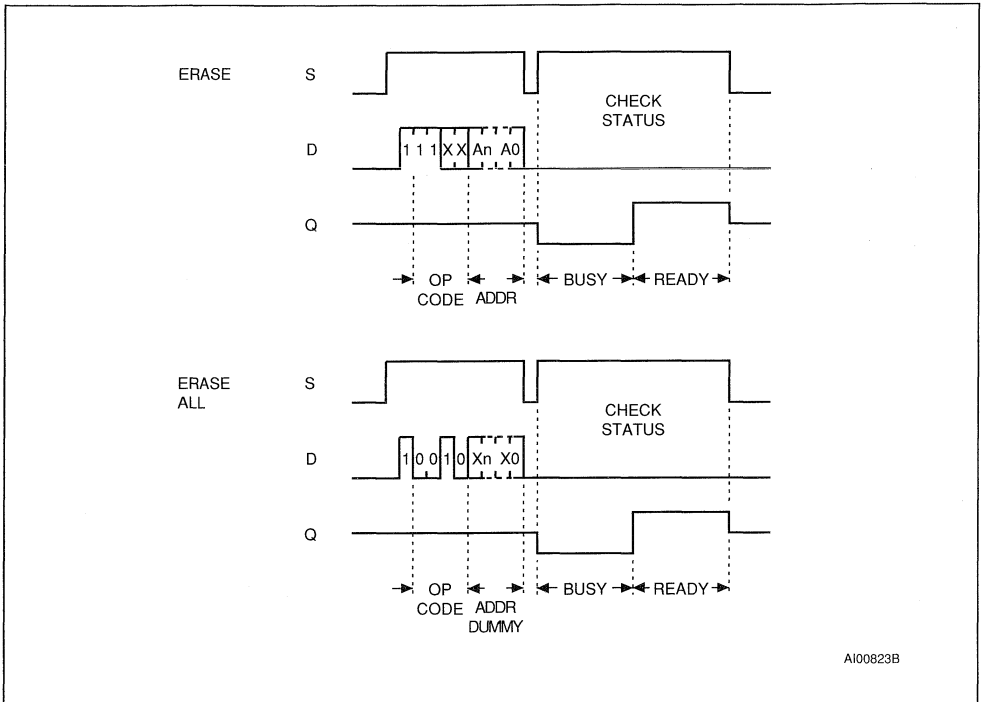 ERASE S
CHECK
STATUS
D 1 1 1 X X An A0
Q
OP BUSY READY
CODE ADDR
ERASE S
ALL
CHECK
STATUS
D 1 0 0 1 0 Xn X0
Q
OP BUSY READY
CODE ADDR
DUMMY
AI00823B